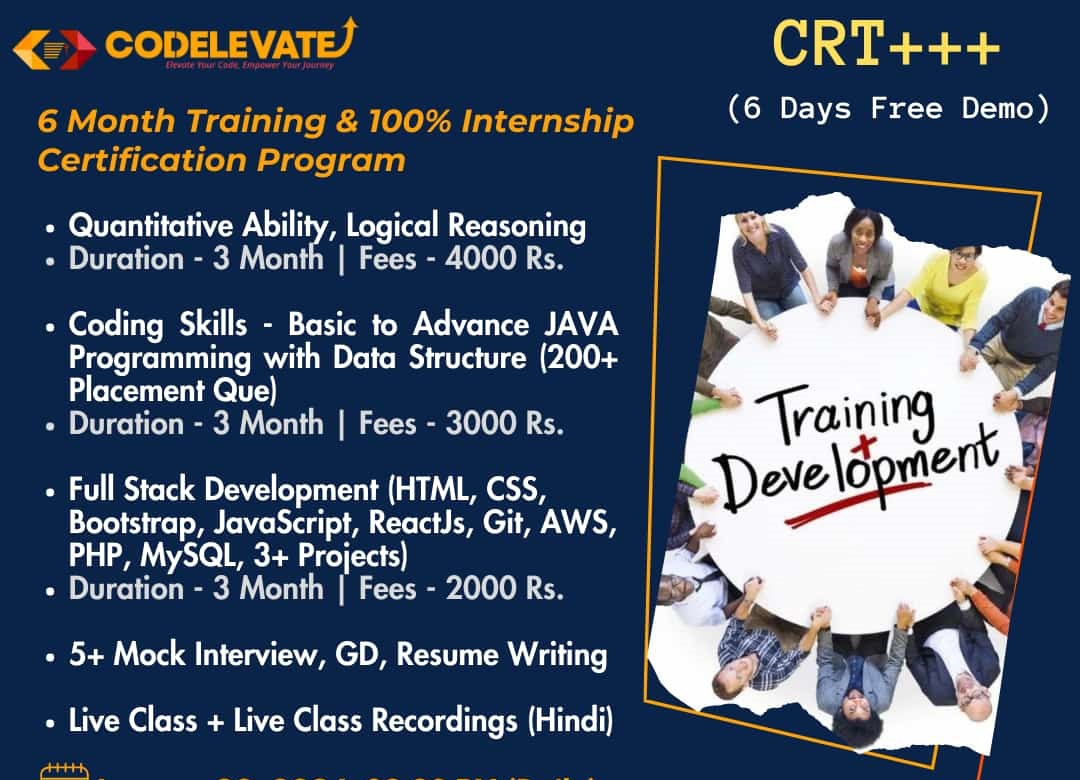 CODELEVATE
Elevate Your Code, Empower Your Journey
CRT+++
(6 Days Free Demo)
6 Month Training & 100% Internship
Certification Program
• Quantitative Ability, Logical Reasoning
• Duration - 3 Month | Fees - 4000 Rs.
• Coding Skills - Basic to Advance JAVA
Programming with Data Structure (200+
Placement Que)
• Duration - 3 Month | Fees - 3000 Rs.
• Full Stack Development (HTML, CSS,
Bootstrap, JavaScript, ReactJs, Git, AWS,
PHP, MySQL, 3+ Projects)
• Duration - 3 Month | Fees - 2000 Rs.
• 5+ Mock Interview, GD, Resume Writing
• Live Class + Live Class Recordings (Hindi)
Training
+
Development